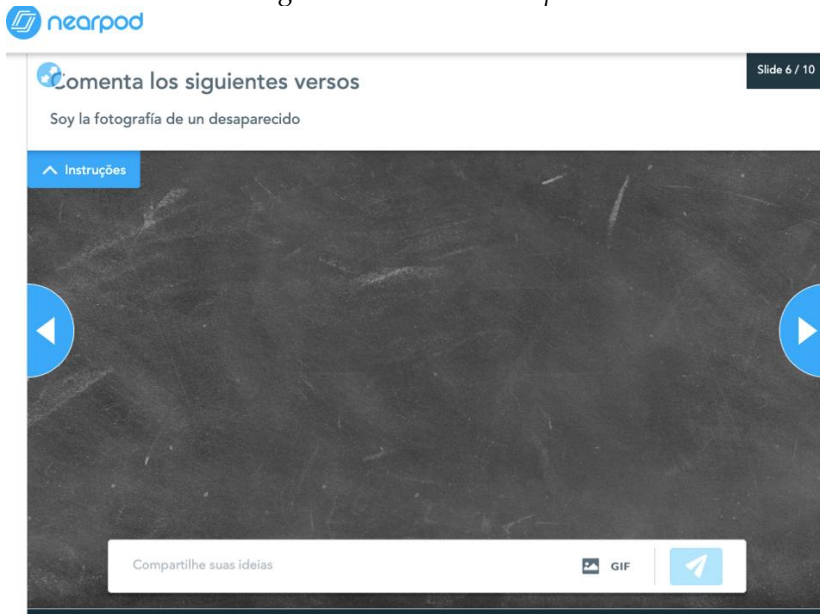 nearpod
Comenta los siguientes versos
Slide 6 / 10
Soy la fotografía de un desaparecido
Instruções
Compartilhe suas ideias
GIF